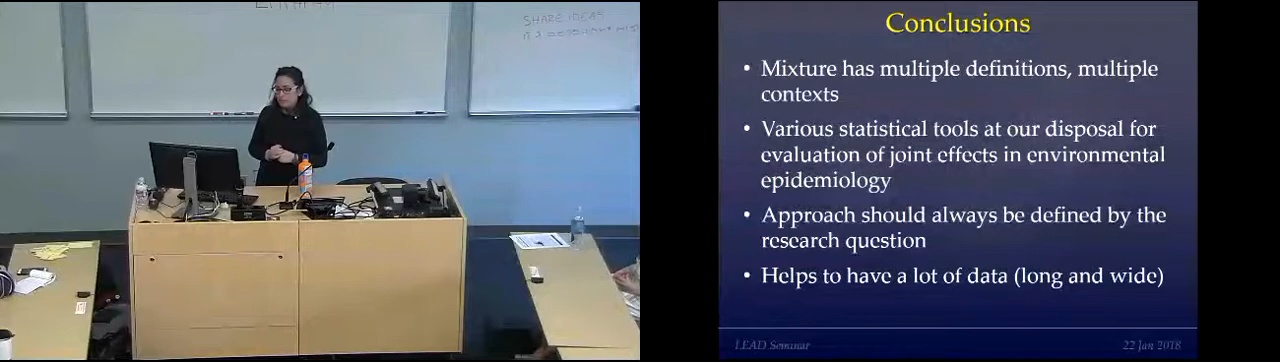 SHARE IDEAS
Conclusions
• Mixture has multiple definitions, multiple
contexts
• Various statistical tools at our disposal for
evaluation of joint effects in environmental
epidemiology
• Approach should always be defined by the
research question
• Helps to have a lot of data (long and wide)
LEAD Seminar
22 Jan 2018